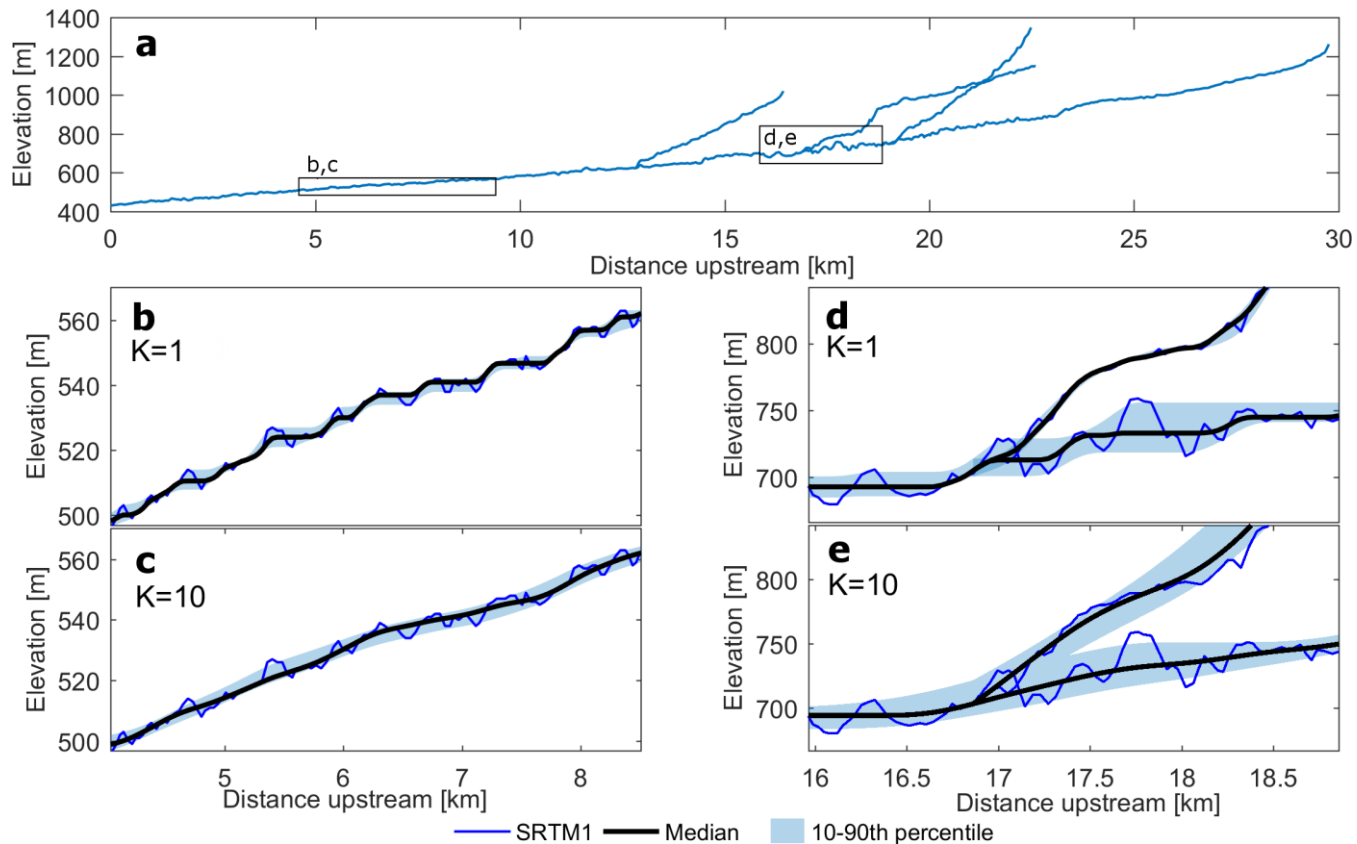 a
1400
1200
1000
800
600
400
Elevation [m]
b,c
d,e
0 5 10 15 20 25 30
Distance upstream [km]
b
K=1
560
540
520
500
Elevation [m]
d
K=1
800
750
700
Elevation [m]
c
K=10
560
540
520
500
Elevation [m]
5 6 7 8
Distance upstream [km]
e
K=10
800
750
700
Elevation [m]
16 16.5 17 17.5 18 18.5
Distance upstream [km]
SRTM1 Median 10-90th percentile